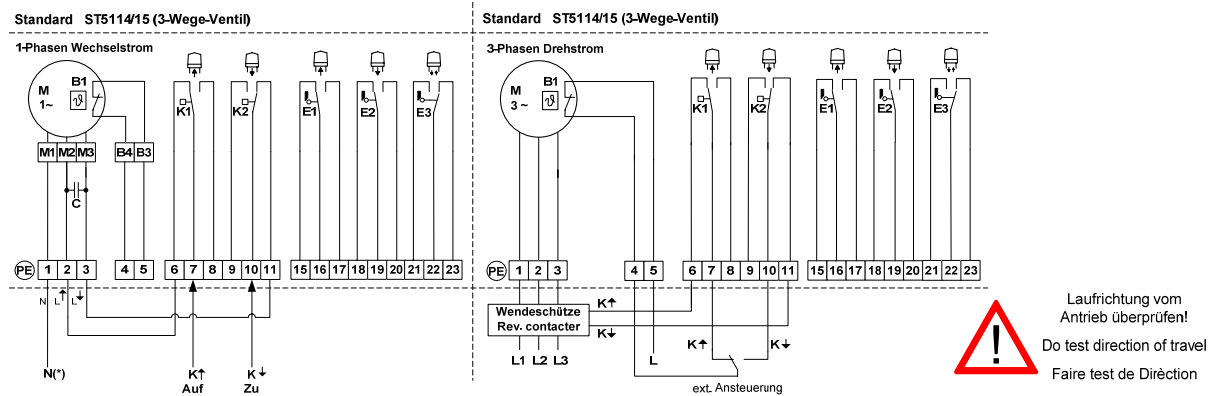 Standard ST5114/15 (3-Wege-Ventil)
1-Phasen Wechselstrom
M
1~
B1
ϑ
K1
K2
E1
E2
E3
M1 M2 M3 B4 B3
C
PE 1 2 3 4 5 6 7 8 9 10 11 15 16 17 18 19 20 21 22 23
N L↑ L↓
N(*)
K↑
Auf
K↓
Zu
Standard ST5114/15 (3-Wege-Ventil)
3-Phasen Drehstrom
M
3~
B1
ϑ
K1
K2
E1
E2
E3
PE 1 2 3 4 5 6 7 8 9 10 11 15 16 17 18 19 20 21 22 23
Wendeschütze
Rev. contacter
K↑
K↓
L1 L2 L3
L
K↑
K↓
ext. Ansteuerung
!
Laufrichtung vom
Antrieb überprüfen!
Do test direction of travel
Faire test de Dirèction